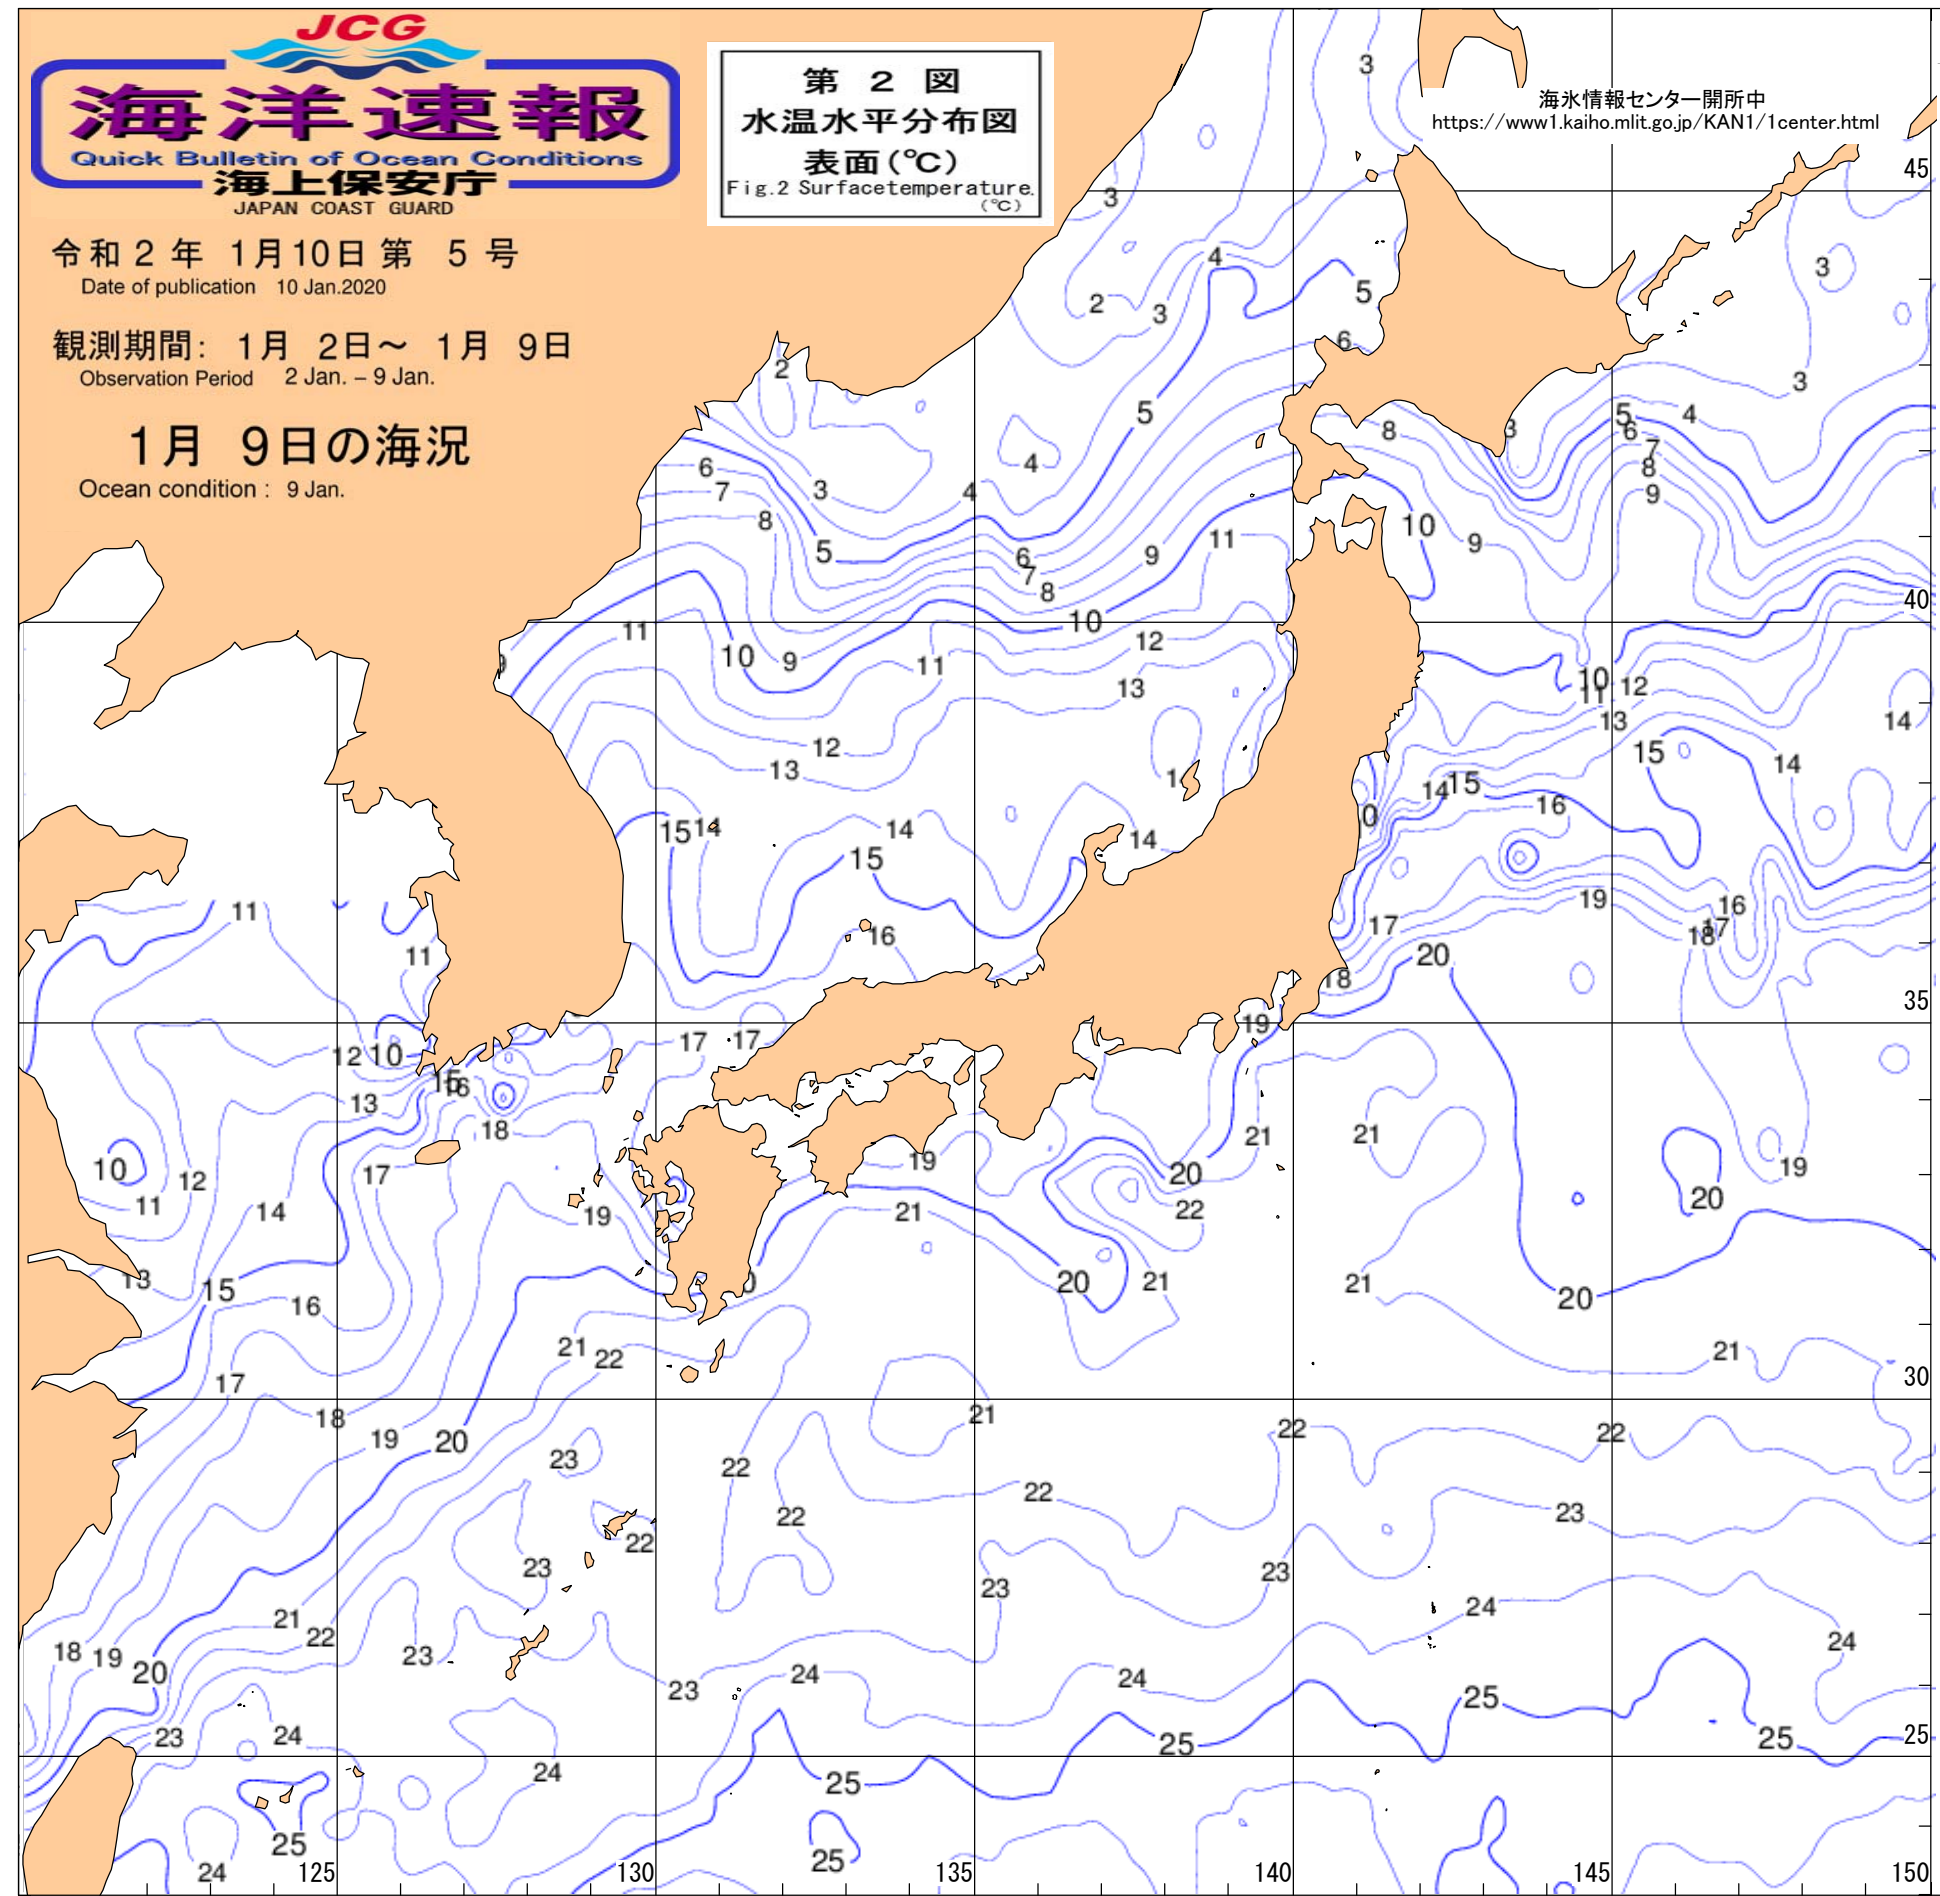 JCG
海洋速報
Quick Bulletin of Ocean Conditions
海上保安庁
JAPAN COAST GUARD
第 2 図
水温水平分布図
表面(℃)
Fig.2 Surfacetemperature.
(℃)
海氷情報センター開所中
https://www1.kaiho.mlit.go.jp/KAN1/1center.html
令和 2 年 1月10日 第 5 号
Date of publication 10 Jan.2020
観測期間: 1月 2日～ 1月 9日
Observation Period 2 Jan. – 9 Jan.
1月 9日の海況
Ocean condition : 9 Jan.
45
40
35
30
25
125
130
135
140
145
150